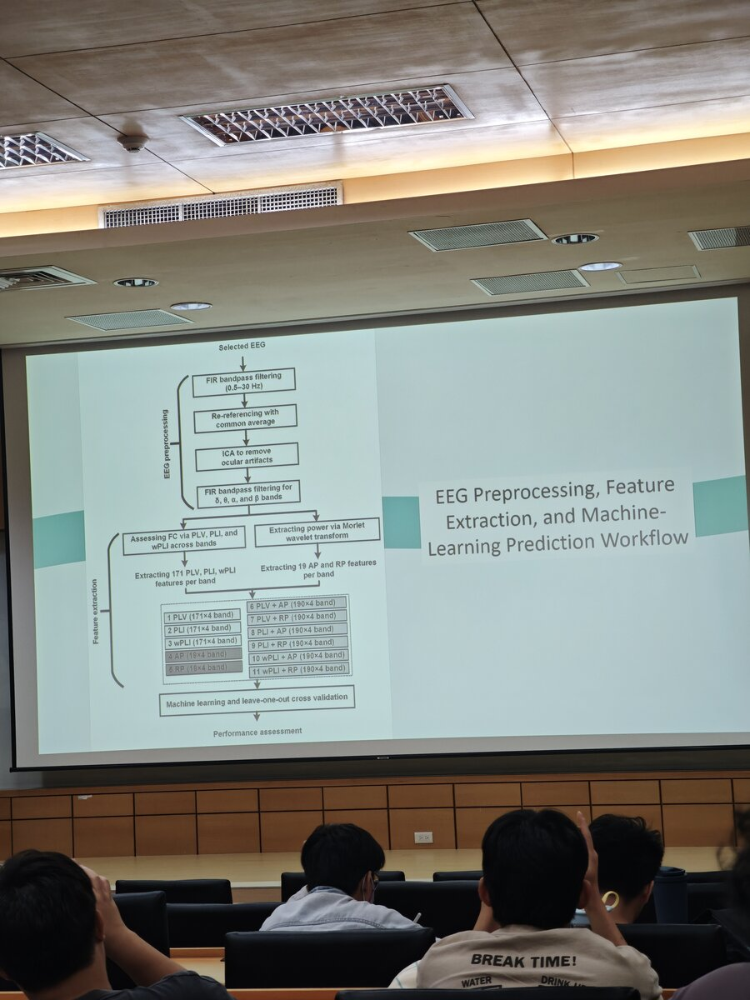 Selected EEG
FIR bandpass filtering
(0.5–30 Hz)
Re-referencing with
common average
ICA to remove
ocular artifacts
FIR bandpass filtering for
δ, θ, α, and β bands
EEG preprocessing
Assessing FC via PLV, PLI, and
wPLI across bands
Extracting power via Morlet
wavelet transform
Extracting 171 PLV, PLI, wPLI
features per band
Extracting 19 AP and RP features
per band
Feature extraction
1 PLV (171×4 band)
2 PLI (171×4 band)
3 wPLI (171×4 band)
4 AP (19×4 band)
5 RP (19×4 band)
6 PLV + AP (190×4 band)
7 PLV + RP (190×4 band)
8 PLI + AP (190×4 band)
9 PLI + RP (190×4 band)
10 wPLI + AP (190×4 band)
11 wPLI + RP (190×4 band)
Machine learning and leave-one-out cross validation
Performance assessment
EEG Preprocessing, Feature
Extraction, and Machine-
Learning Prediction Workflow
BREAK TIME!
WATER
DRINK